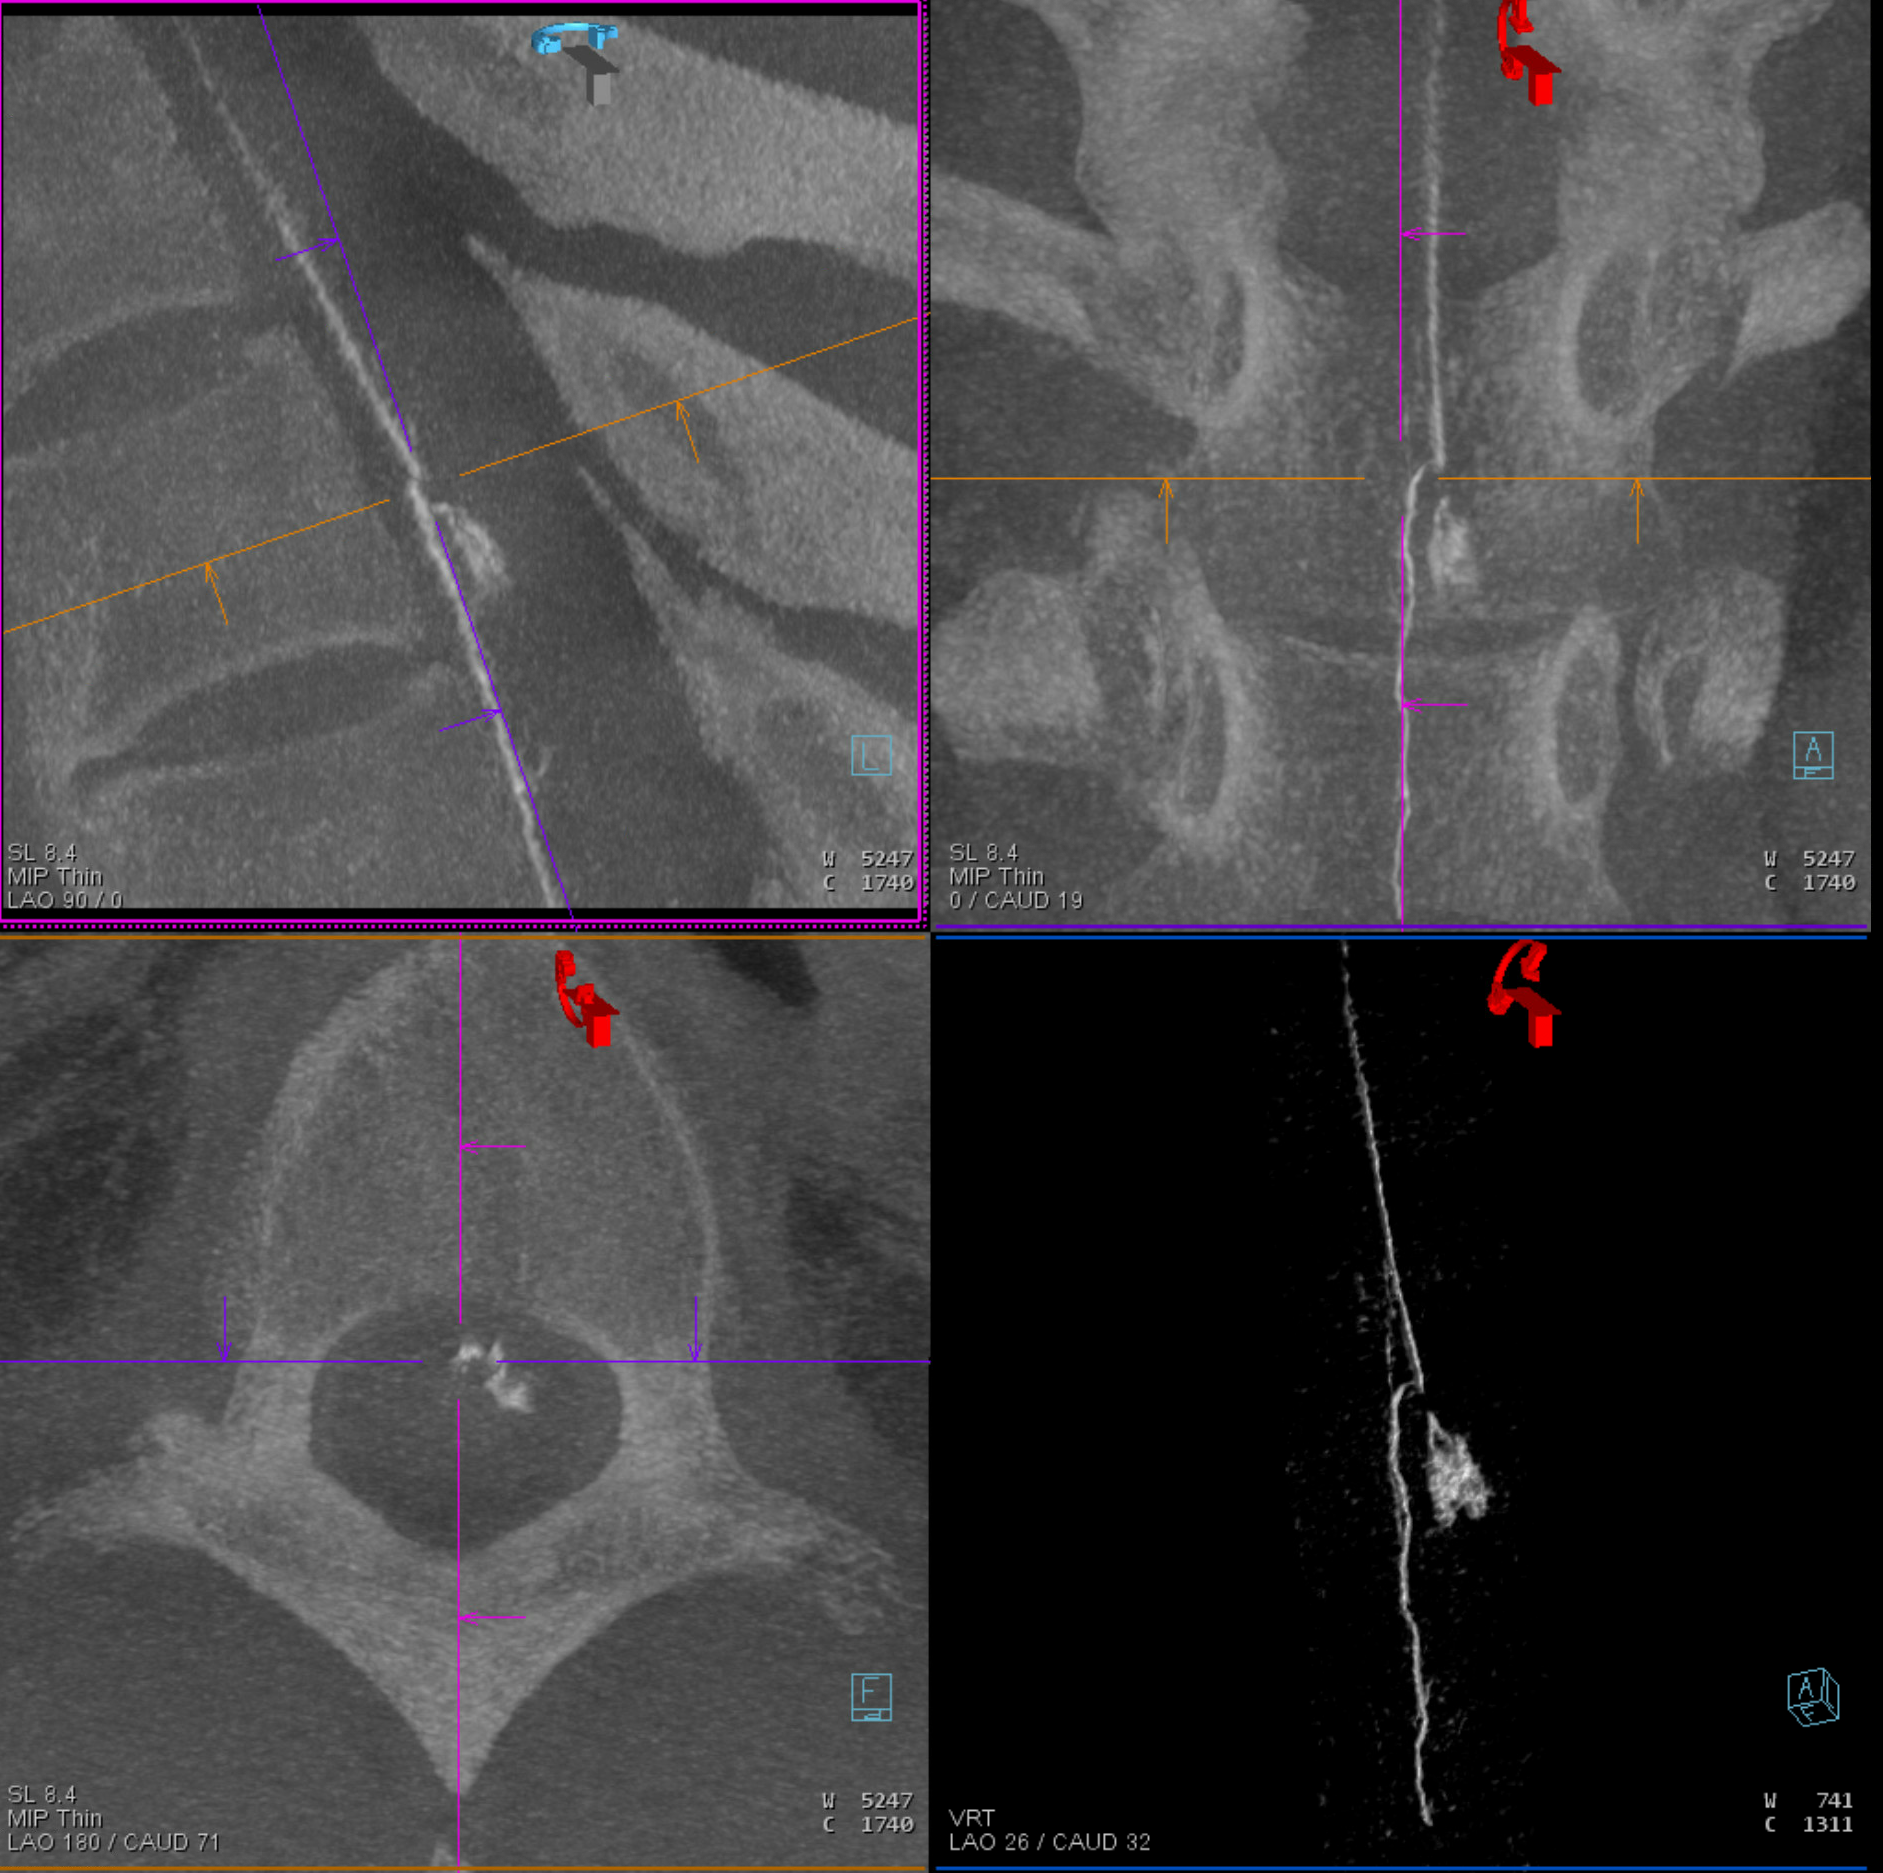 L
SL 8.4
MIP Thin
LAO 90 / 0
W 5247
C 1740
A
F
SL 8.4
MIP Thin
0 / CAUD 19
W 5247
C 1740
F
SL 8.4
MIP Thin
LAO 180 / CAUD 71
W 5247
C 1740
A
F
VRT
LAO 26 / CAUD 32
W 741
C 1311